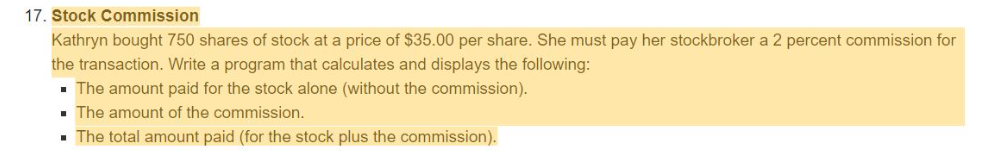 17. Stock Commission
Kathryn bought 750 shares of stock at a price of $35.00 per share. She must pay her stockbroker a 2 percent commission for
the transaction. Write a program that calculates and displays the following:
▪ The amount paid for the stock alone (without the commission).
▪ The amount of the commission.
▪ The total amount paid (for the stock plus the commission).